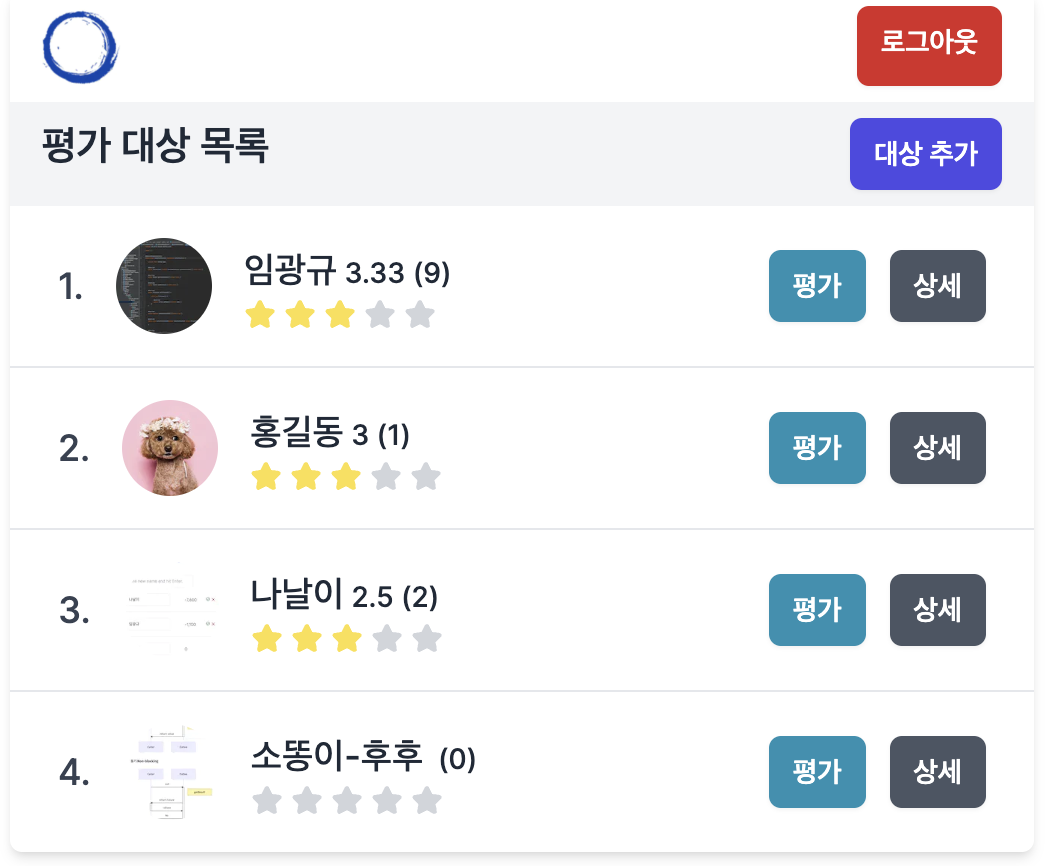 로그아웃
평가 대상 목록
대상 추가
1.
임광규 3.33 (9)
평가
상세
2.
홍길동 3 (1)
평가
상세
3.
나날이 2.5 (2)
평가
상세
4.
소똥이-후후 (0)
평가
상세